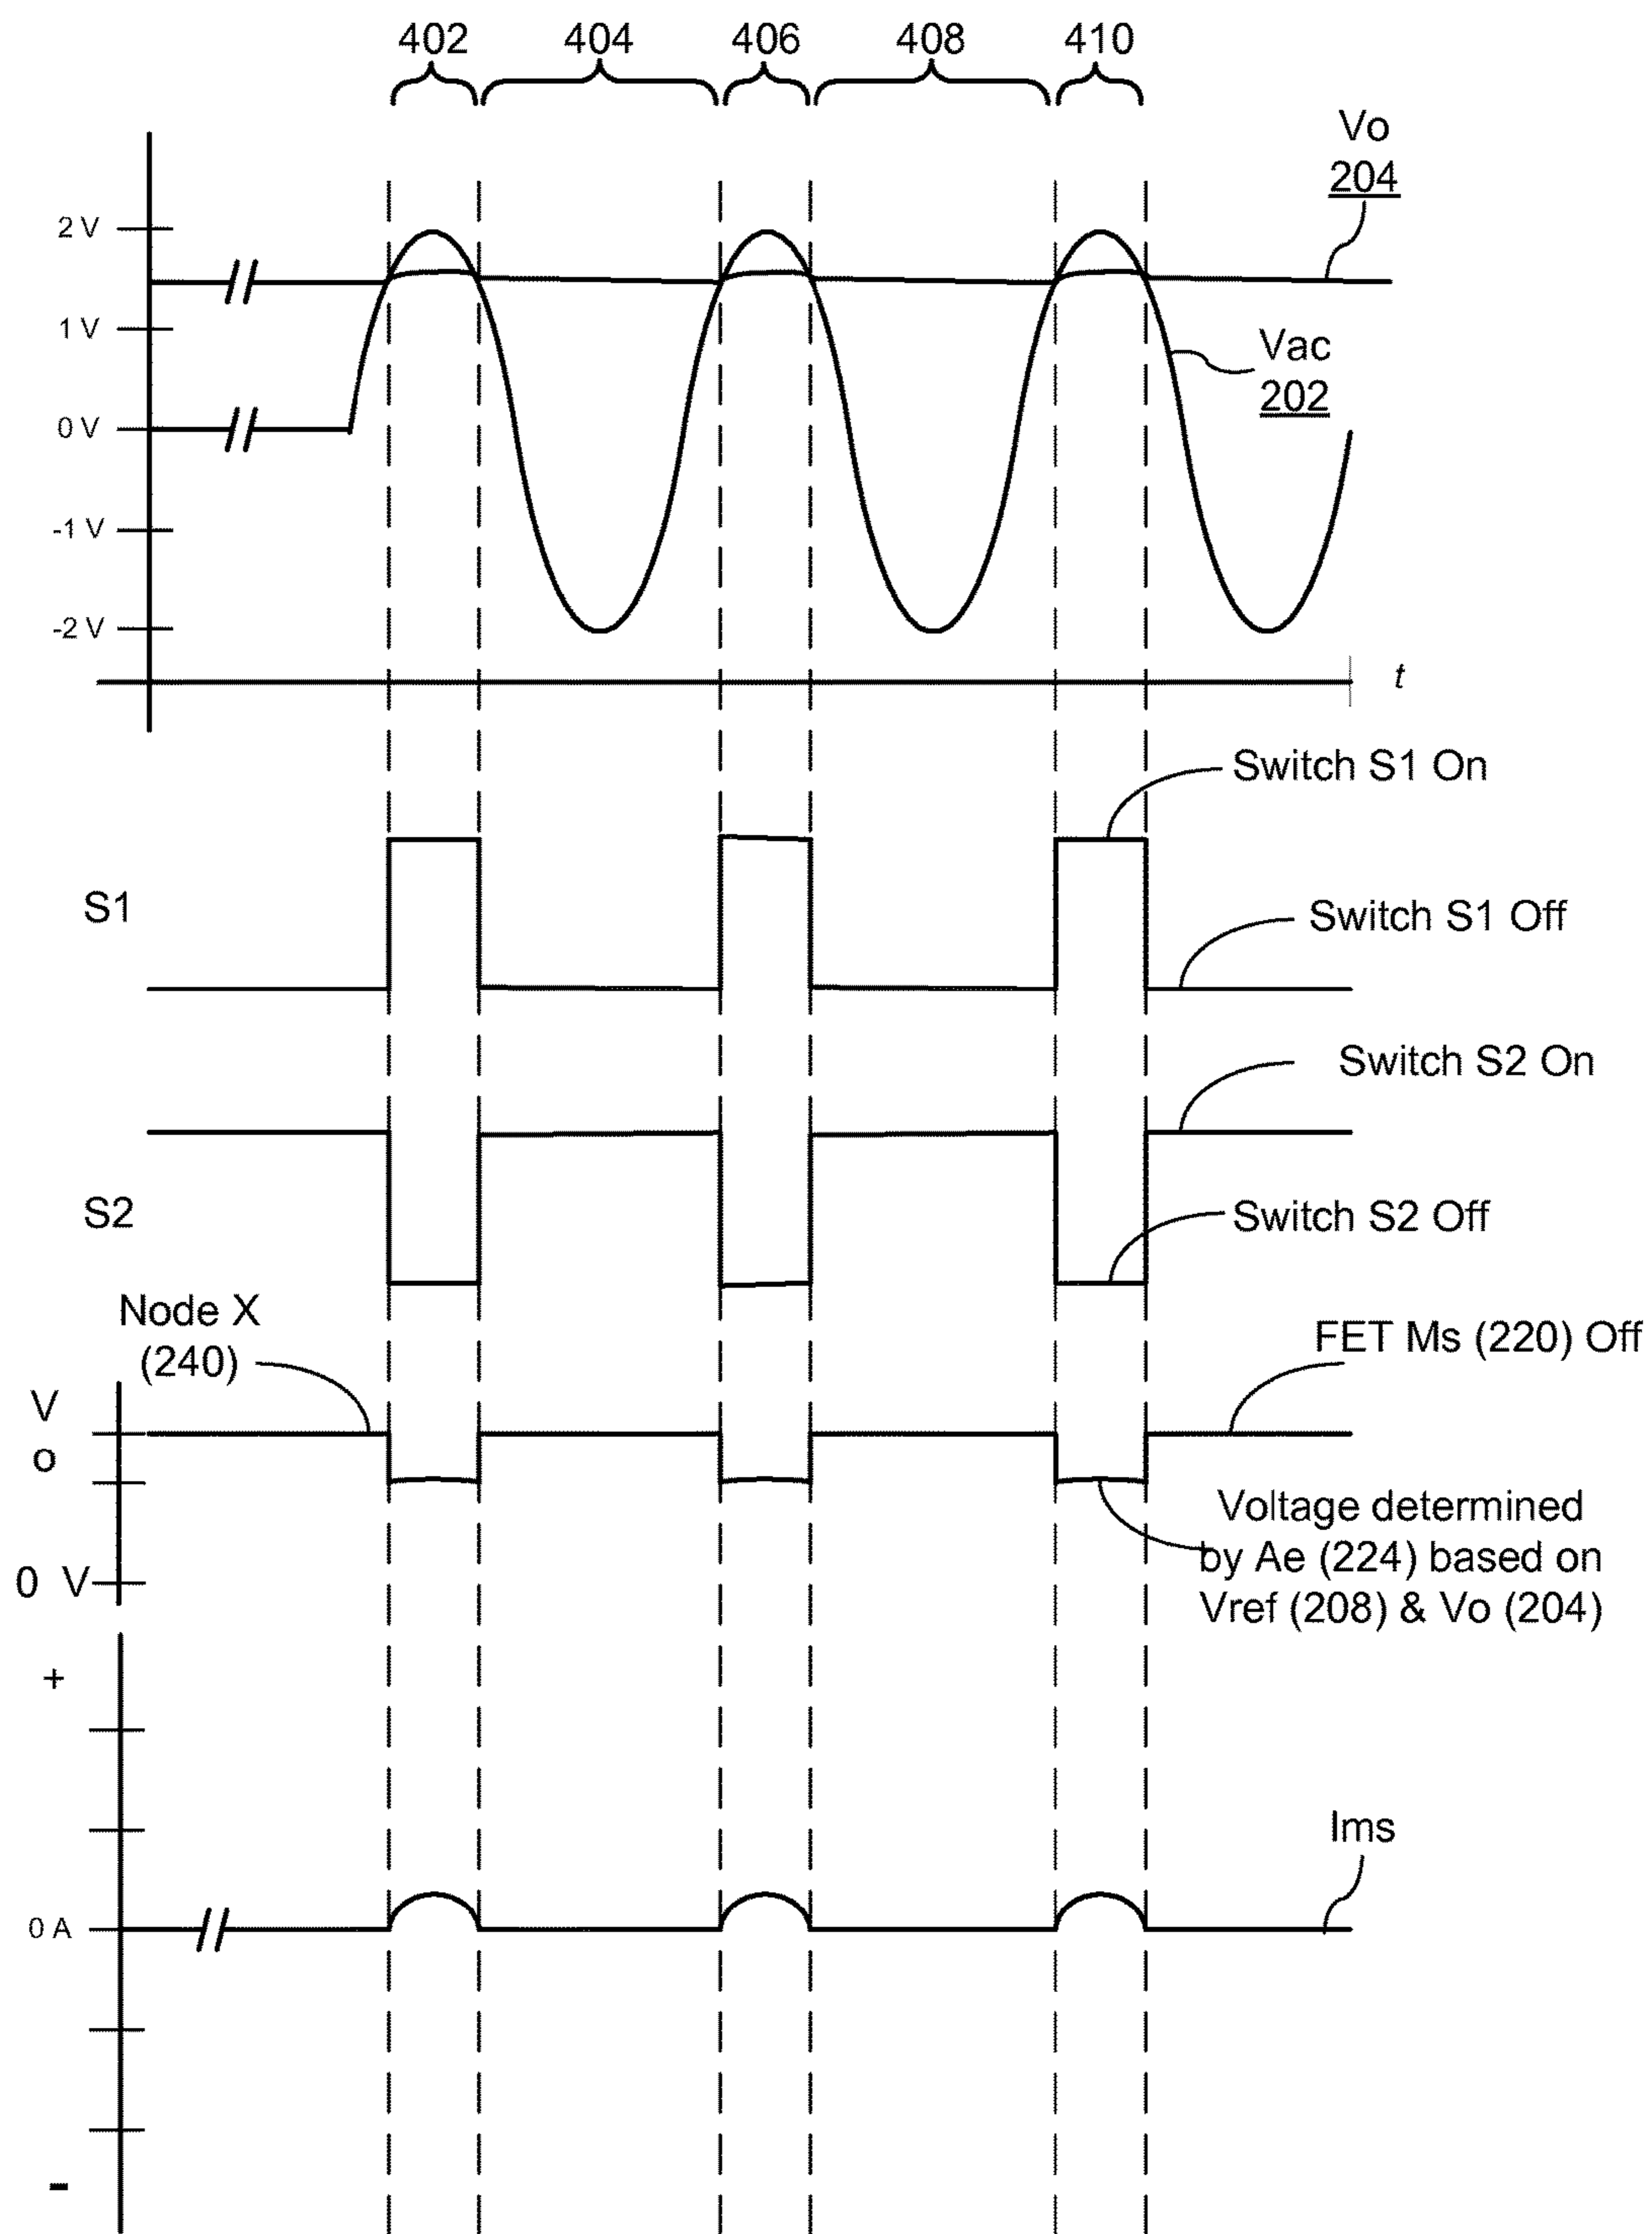 402 404 406 408 410
Vo
204
2 V
1 V
Vac
202
0 V
-1 V
-2 V
t
Switch S1 On
S1
Switch S1 Off
Switch S2 On
S2
Switch S2 Off
Node X
(240)
FET Ms (220) Off
V
o
Voltage determined
by Ae (224) based on
Vref (208) & Vo (204)
0 V
+
Ims
0 A
-